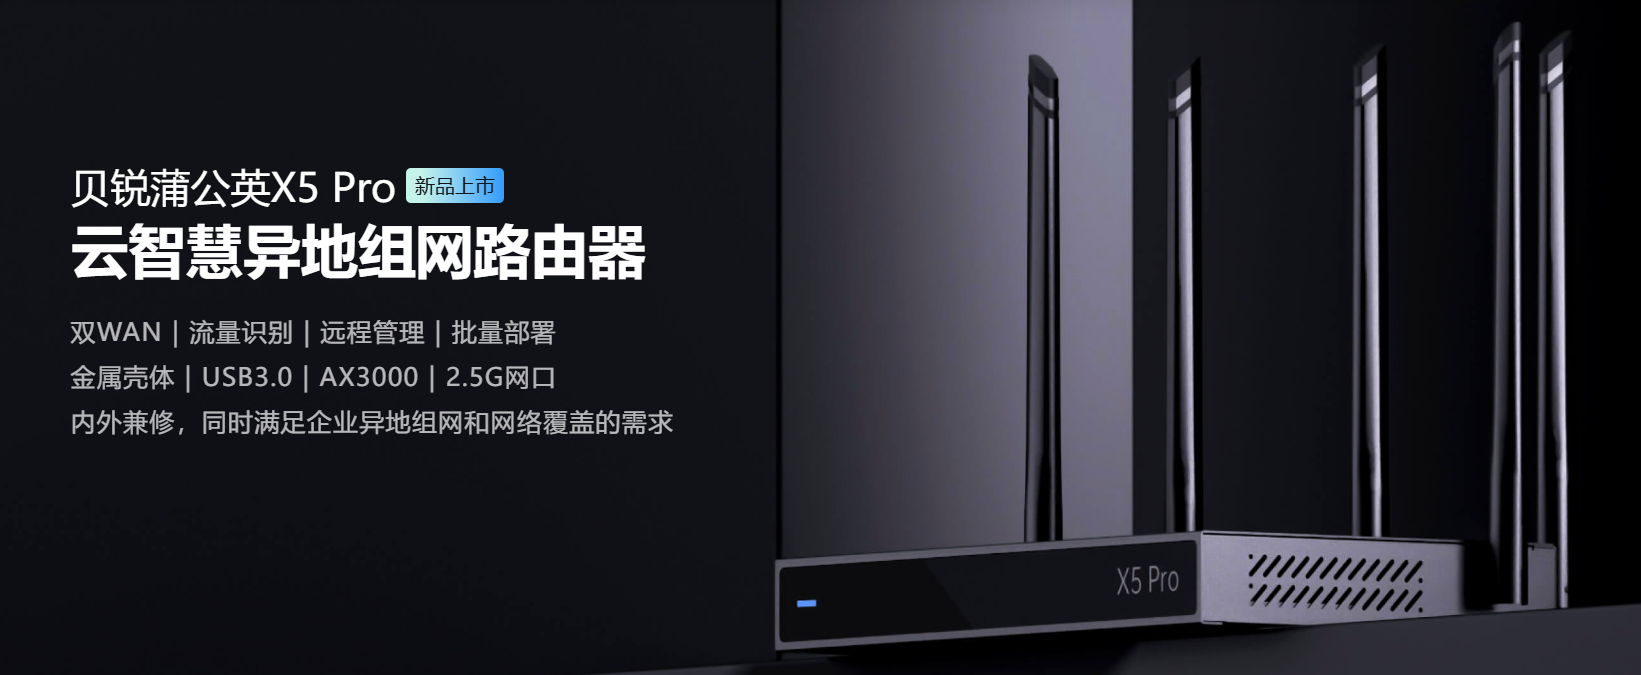 贝锐蒲公英X5 Pro 新品上市
云智慧异地组网路由器
双WAN | 流量识别 | 远程管理 | 批量部署
金属壳体 | USB3.0 | AX3000 | 2.5G网口
内外兼修，同时满足企业异地组网和网络覆盖的需求
X5 Pro